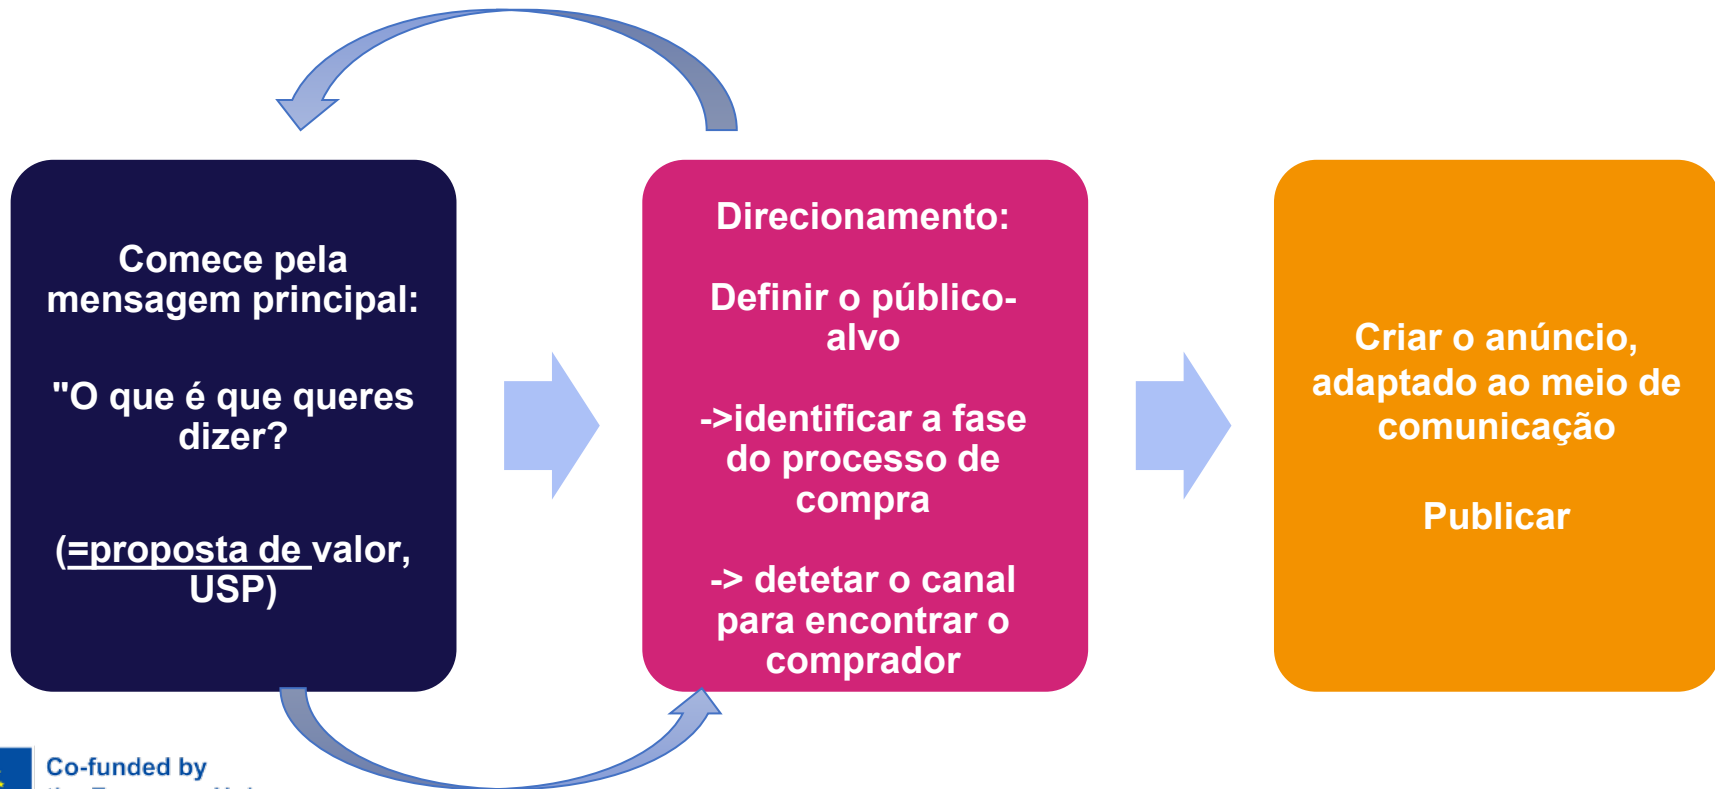 Comece pela
mensagem principal:
"O que é que queres
dizer?
(=proposta de valor,
USP)
Direcionamento:
Definir o público-
alvo
->identificar a fase
do processo de
compra
-> detetar o canal
para encontrar o
comprador
Criar o anúncio,
adaptado ao meio de
comunicação
Publicar
Co-funded by